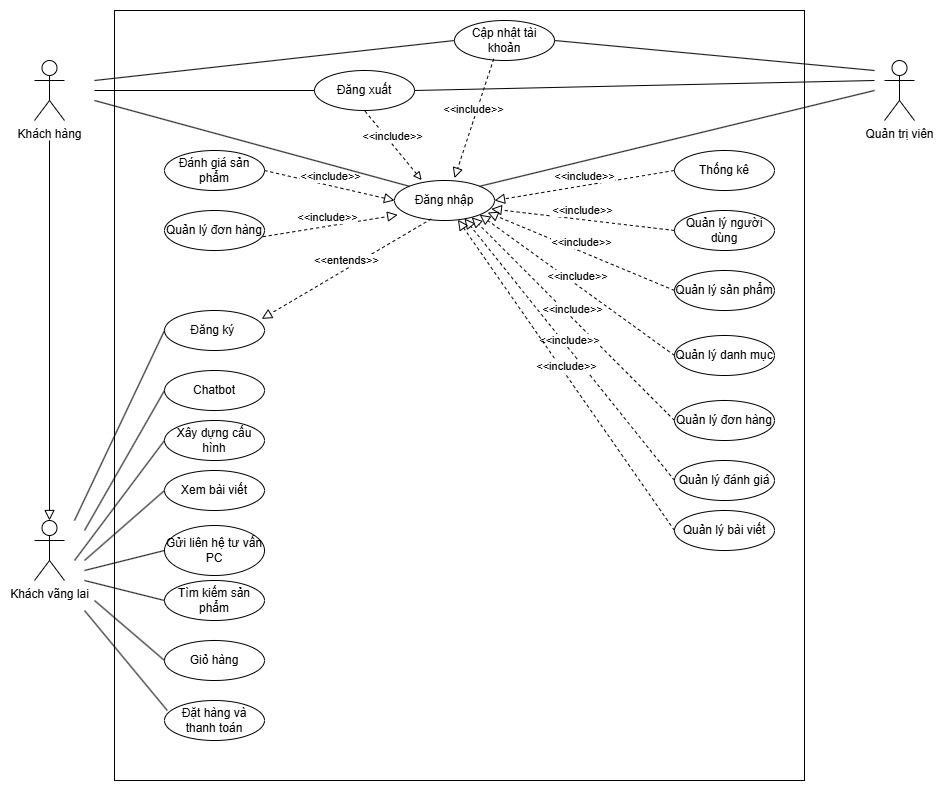 Cập nhật tài
khoản
Đăng xuất
<<include>>
<<include>>
Khách hàng
Quản trị viên
Đánh giá sản
phẩm
<<include>>
Đăng nhập
<<include>>
Thống kê
Quản lý đơn hàng
<<include>>
<<include>>
Quản lý người
dùng
<<entends>>
<<include>>
Quản lý sản phẩm
<<include>>
Đăng ký
<<include>>
<<include>>
Quản lý danh mục
<<include>>
Chatbot
Quản lý đơn hàng
Xây dựng cấu
hình
Quản lý đánh giá
Xem bài viết
Quản lý bài viết
Gửi liên hệ tư vấn
PC
Khách vãng lai
Tìm kiếm sản
phẩm
Giỏ hàng
Đặt hàng và
thanh toán